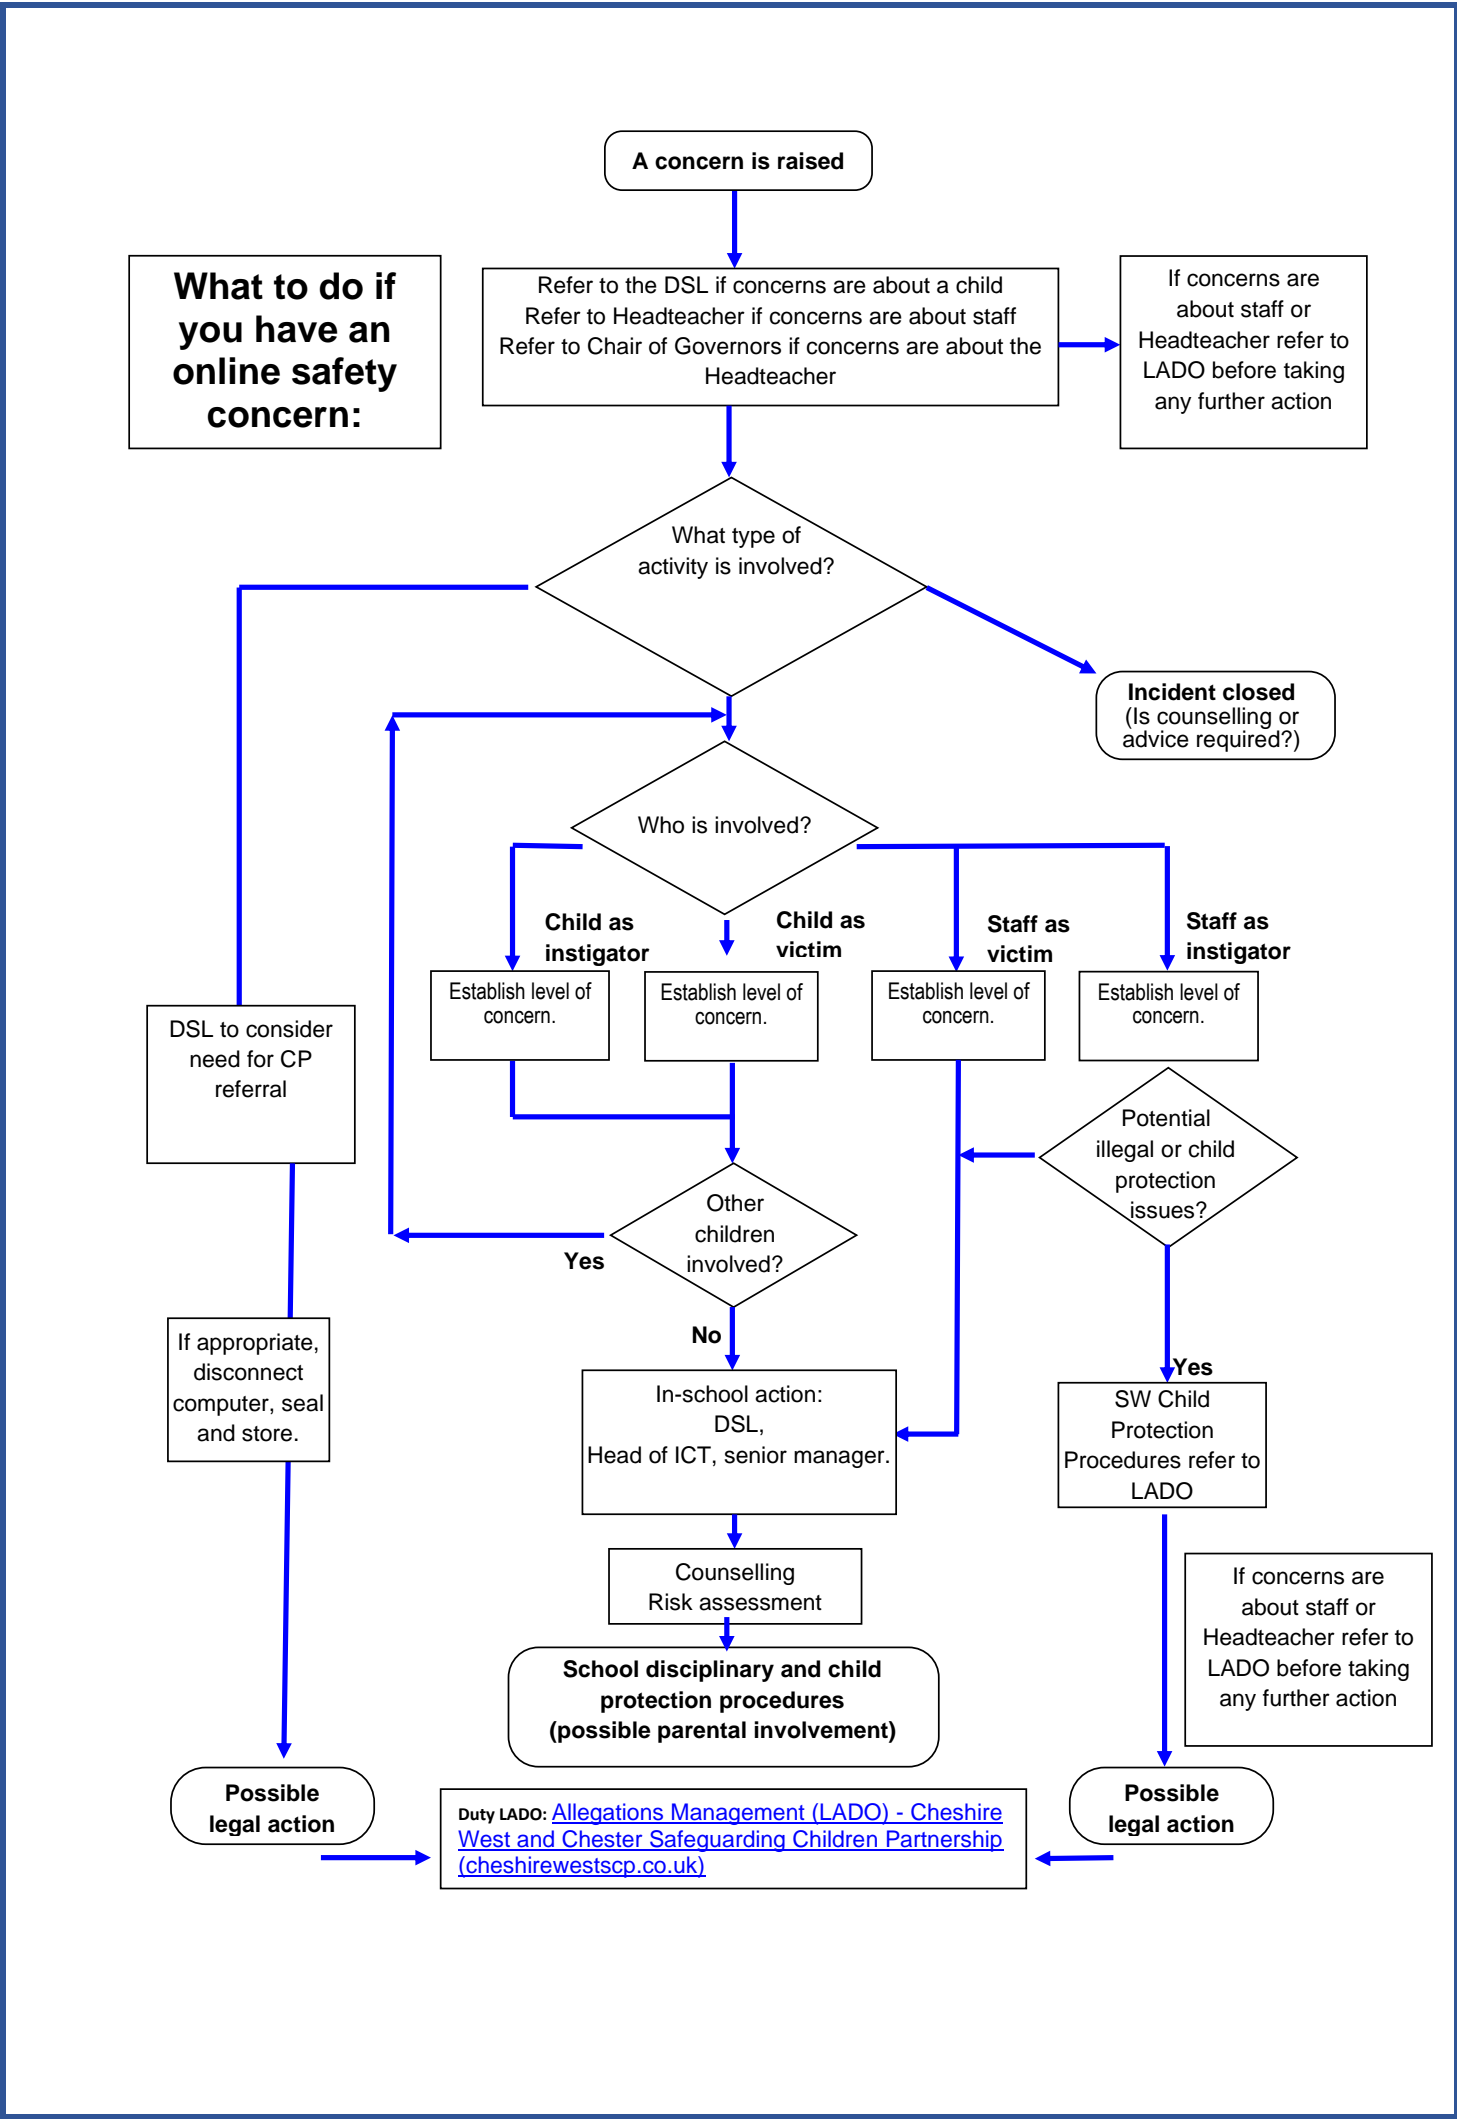 A concern is raised
What to do if
you have an
online safety
concern:
Refer to the DSL if concerns are about a child
Refer to Headteacher if concerns are about staff
Refer to Chair of Governors if concerns are about the
Headteacher
If concerns are
about staff or
Headteacher refer to
LADO before taking
any further action
What type of
activity is involved?
Incident closed
(Is counselling or
advice required?)
Who is involved?
Child as
instigator
Child as
victim
Staff as
victim
Staff as
instigator
Establish level of
concern.
Establish level of
concern.
Establish level of
concern.
Establish level of
concern.
DSL to consider
need for CP
referral
Potential
illegal or child
protection
issues?
Other
children
involved?
Yes
No
If appropriate,
disconnect
computer, seal
and store.
Yes
In-school action:
DSL,
Head of ICT, senior manager.
SW Child
Protection
Procedures refer to
LADO
Counselling
Risk assessment
If concerns are
about staff or
Headteacher refer to
LADO before taking
any further action
School disciplinary and child
protection procedures
(possible parental involvement)
Possible
legal action
Duty LADO: Allegations Management (LADO) - Cheshire
West and Chester Safeguarding Children Partnership
(cheshirewestscp.co.uk)
Possible
legal action